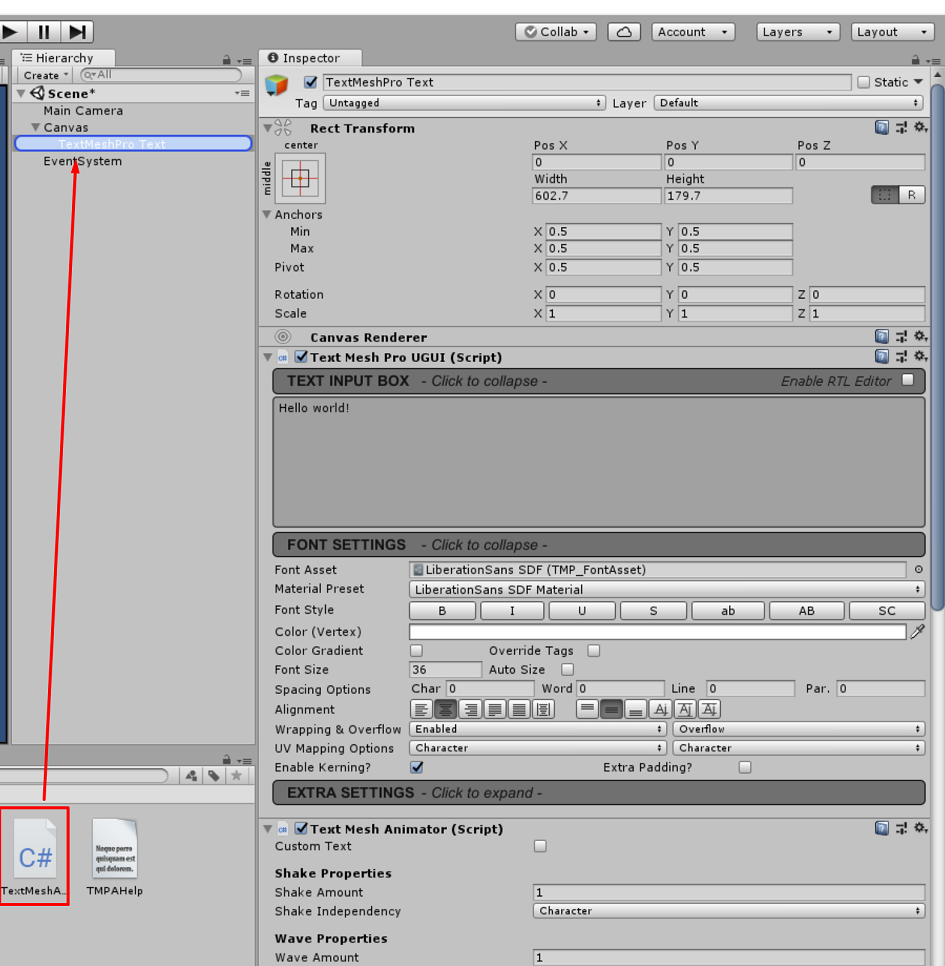 Collab
Account
Layers
Layout
Hierarchy
Create
All
Scene*
Main Camera
Canvas
TextMeshPro Text
EventSystem
Inspector
TextMeshPro Text
Static
Tag Untagged Layer Default
Rect Transform
center
middle
Pos X Pos Y Pos Z
0 0 0
Width Height
602.7 179.7
R
Anchors
Min X 0.5 Y 0.5
Max X 0.5 Y 0.5
Pivot X 0.5 Y 0.5
Rotation X 0 Y 0 Z 0
Scale X 1 Y 1 Z 1
Canvas Renderer
Text Mesh Pro UGUI (Script)
TEXT INPUT BOX - Click to collapse - Enable RTL Editor
Hello world!
FONT SETTINGS - Click to collapse -
Font Asset LiberationSans SDF (TMP_FontAsset)
Material Preset LiberationSans SDF Material
Font Style B I U S ab AB SC
Color (Vertex)
Color Gradient Override Tags
Font Size 36 Auto Size
Spacing Options Char 0 Word 0 Line 0 Par. 0
Alignment
Wrapping & Overflow Enabled Overflow
UV Mapping Options Character Character
Enable Kerning? Extra Padding?
EXTRA SETTINGS - Click to expand -
Text Mesh Animator (Script)
Custom Text
Shake Properties
Shake Amount 1
Shake Independency Character
Wave Properties
Wave Amount 1
C#
TextMeshA..
Neque porro
quisquam est
qui dolorem.
TMPAHelp